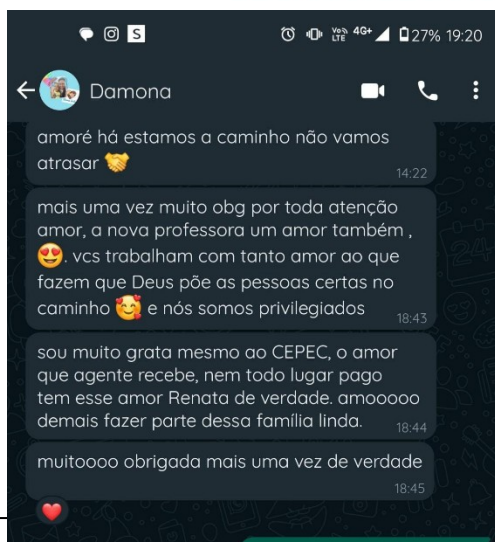 S VoLTE 4G+ 27% 19:20
Damona
amoré há estamos a caminho não vamos
atrasar 🤝
14:22
mais uma vez muito obg por toda atenção
amor, a nova professora um amor também ,
😍. vcs trabalham com tanto amor ao que
fazem que Deus põe as pessoas certas no
caminho 🥰 e nós somos privilegiados
18:43
sou muito grata mesmo ao CEPEC, o amor
que agente recebe, nem todo lugar pago
tem esse amor Renata de verdade. amooooo
demais fazer parte dessa família linda.
18:44
muitoooo obrigada mais uma vez de verdade
18:45
❤️